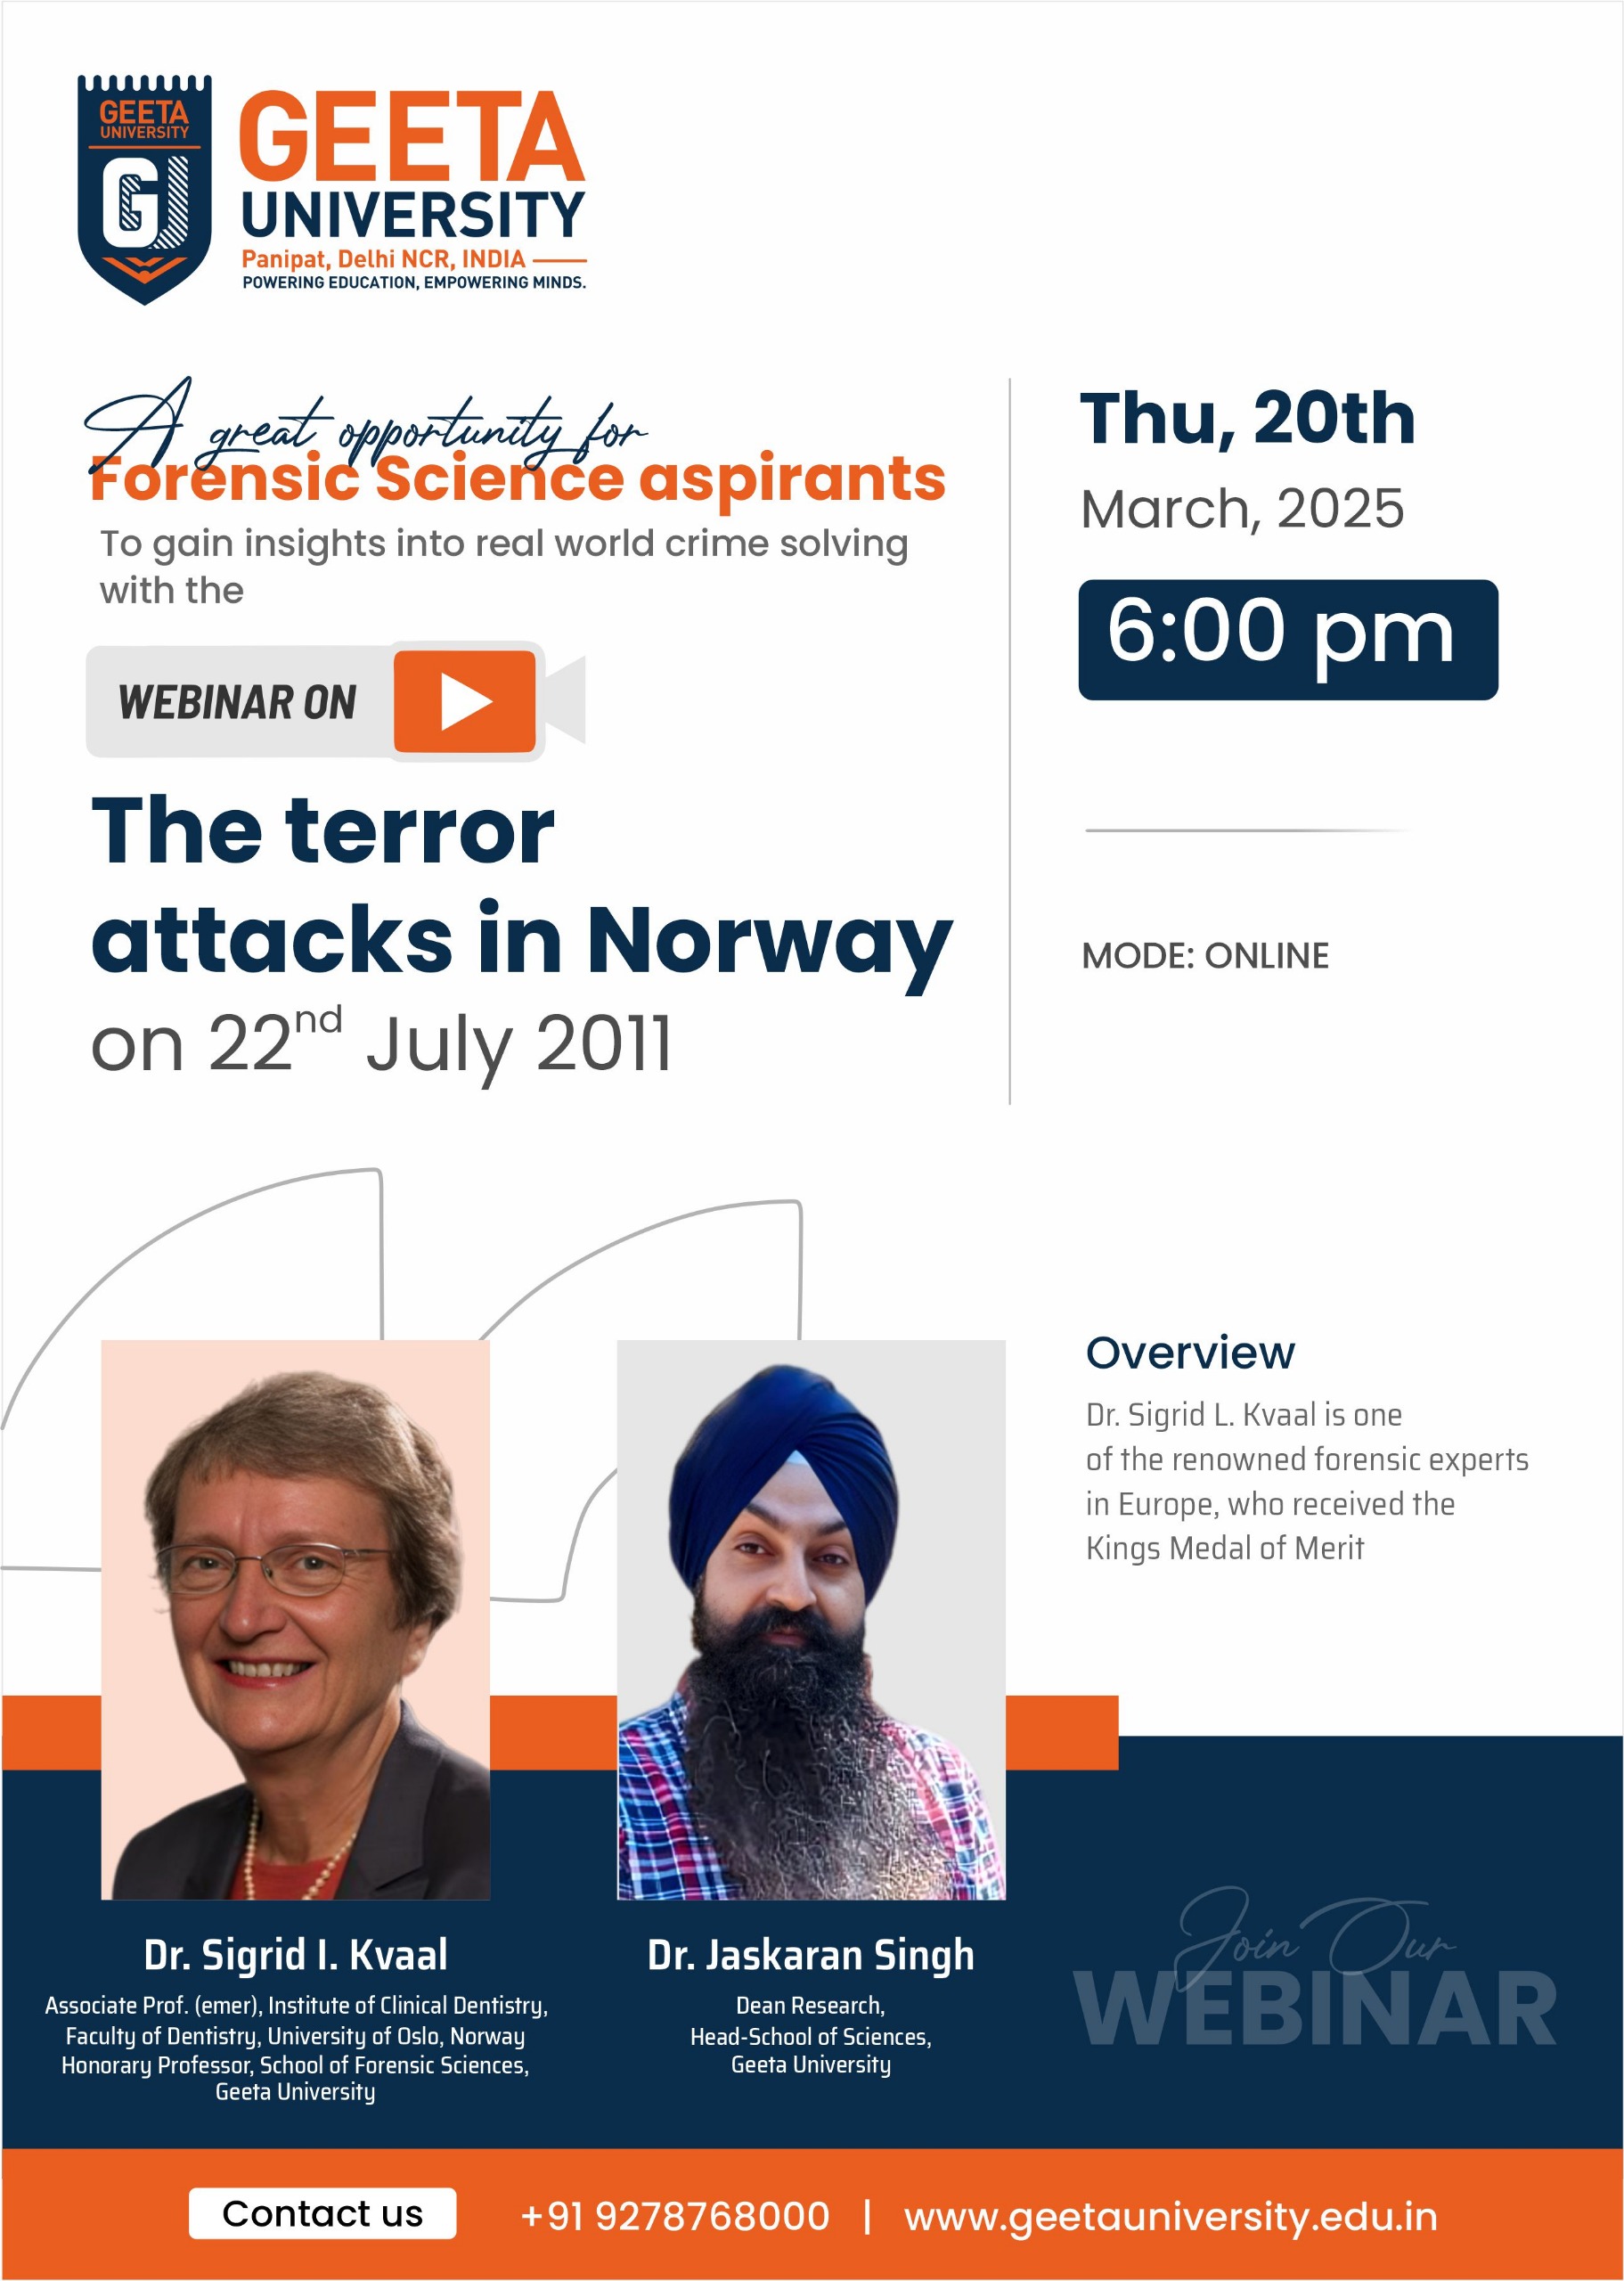 GEETA
UNIVERSITY
GU
GEETA
UNIVERSITY
Panipat, Delhi NCR, INDIA
POWERING EDUCATION, EMPOWERING MINDS.
A great opportunity for
Forensic Science aspirants
To gain insights into real world crime solving
with the
WEBINAR ON
The terror
attacks in Norway
on 22nd July 2011
Thu, 20th
March, 2025
6:00 pm
MODE: ONLINE
Overview
Dr. Sigrid L. Kvaal is one
of the renowned forensic experts
in Europe, who received the
Kings Medal of Merit
Dr. Sigrid I. Kvaal
Associate Prof. (emer), Institute of Clinical Dentistry,
Faculty of Dentistry, University of Oslo, Norway
Honorary Professor, School of Forensic Sciences,
Geeta University
Dr. Jaskaran Singh
Dean Research,
Head-School of Sciences,
Geeta University
Join Our
WEBINAR
Contact us
+91 9278768000 | www.geetauniversity.edu.in